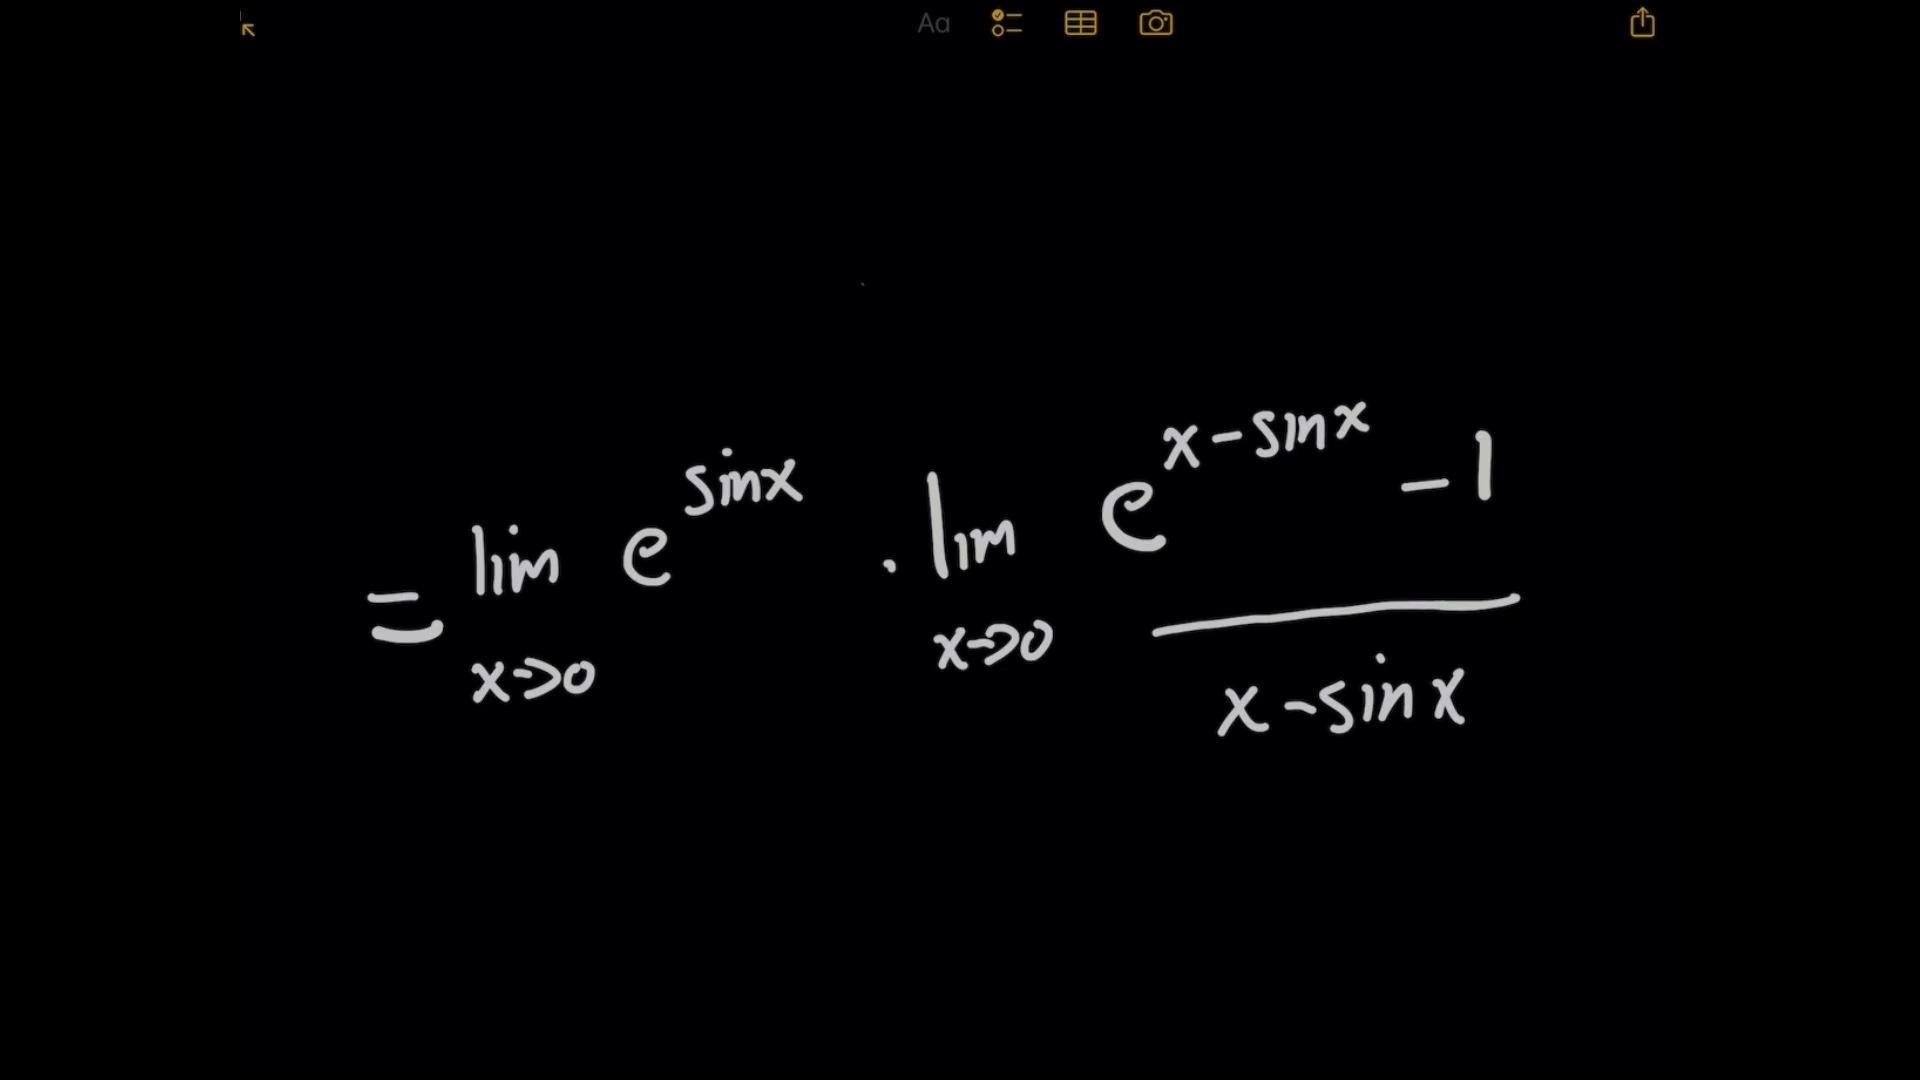 Aa
= lim e^sinx . lim e^x-sinx - 1
x->0 x->0 x-sinx